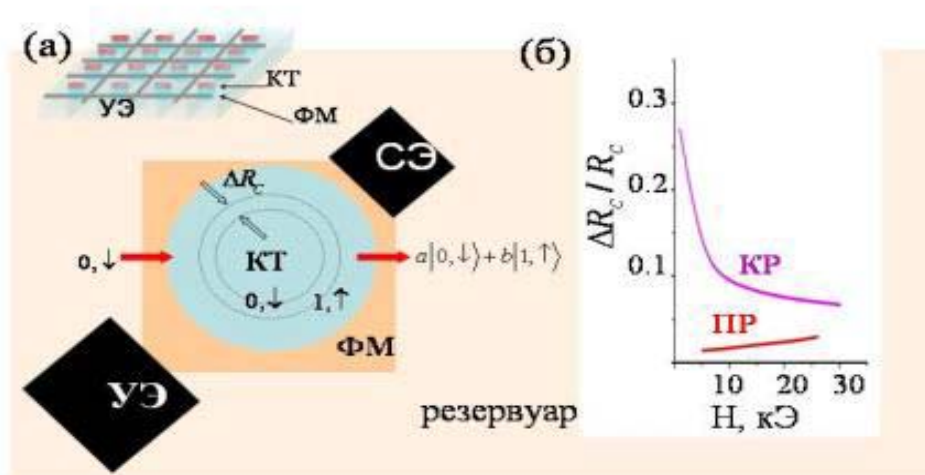 (а)
КТ
ФМ
УЭ
СЭ
ΔR_c
0,↓
КТ
a|0,↓⟩+b|1,↑⟩
0,↓ 1,↑
ФМ
УЭ
резервуар
(б)
ΔR_c / R_c
0.3
0.2
0.1
КР
ПР
10 20 30
H, кЭ